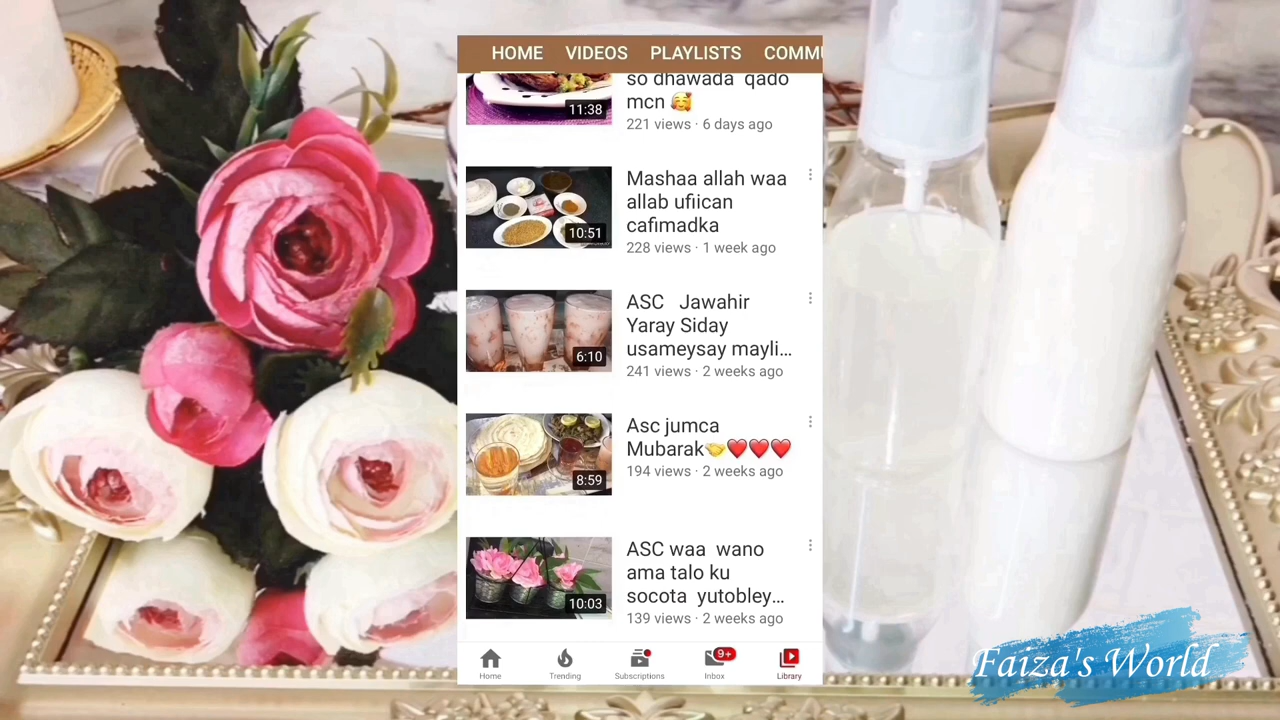 HOME VIDEOS PLAYLISTS COMMU
so dhawada qado
mcn 🥰
11:38
221 views · 6 days ago
Mashaa allah waa
allab ufiican
cafimadka
10:51
228 views · 1 week ago
ASC Jawahir
Yaray Siday
usameysay mayli...
6:10
241 views · 2 weeks ago
Asc jumca
Mubarak🤝❤️❤️❤️
8:59
194 views · 2 weeks ago
ASC waa wano
ama talo ku
socota yutobley...
10:03
139 views · 2 weeks ago
9+
Home Trending Subscriptions Inbox Library
Faiza's World